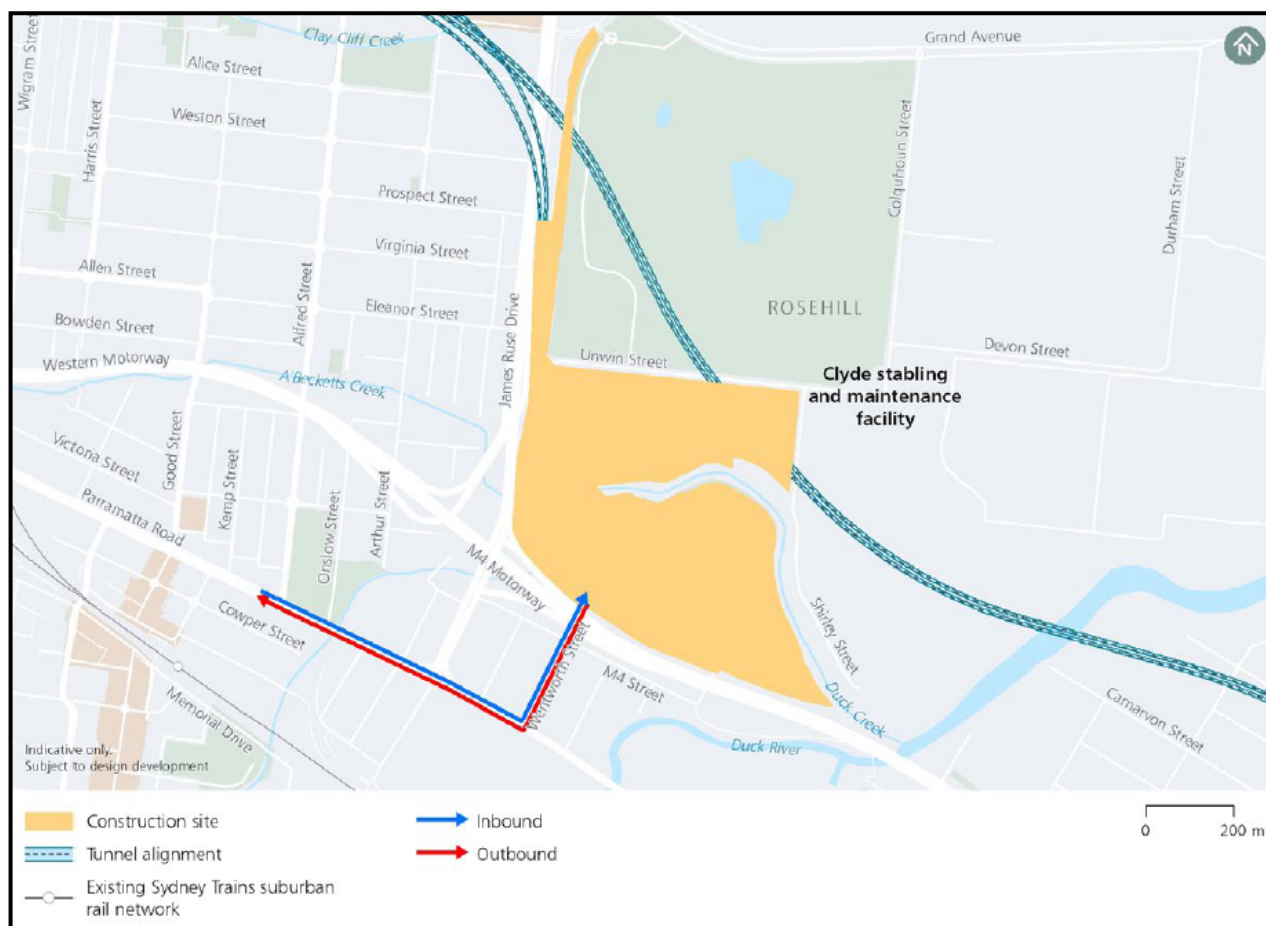 Clay Cliff Creek
Grand Avenue
N
Wigram Street
Alice Street
Harris Street
Weston Street
Colquhoun Street
Durham Street
Prospect Street
Virginia Street
Allen Street
Alfred Street
Eleanor Street
ROSEHILL
Bowden Street
James Ruse Drive
Unwin Street
Devon Street
Western Motorway
A'Becketts Creek
Clyde stabling
and maintenance
facility
Victoria Street
Good Street
Kemp Street
Parramatta Road
Onslow Street
Arthur Street
M4 Motorway
Cowper Street
Shirley Street
Wentworth Street
M4 Street
Memorial Drive
Duck Creek
Carnarvon Street
Duck River
Indicative only.
Subject to design development
Construction site
Inbound
0 200 m
Tunnel alignment
Outbound
Existing Sydney Trains suburban
rail network